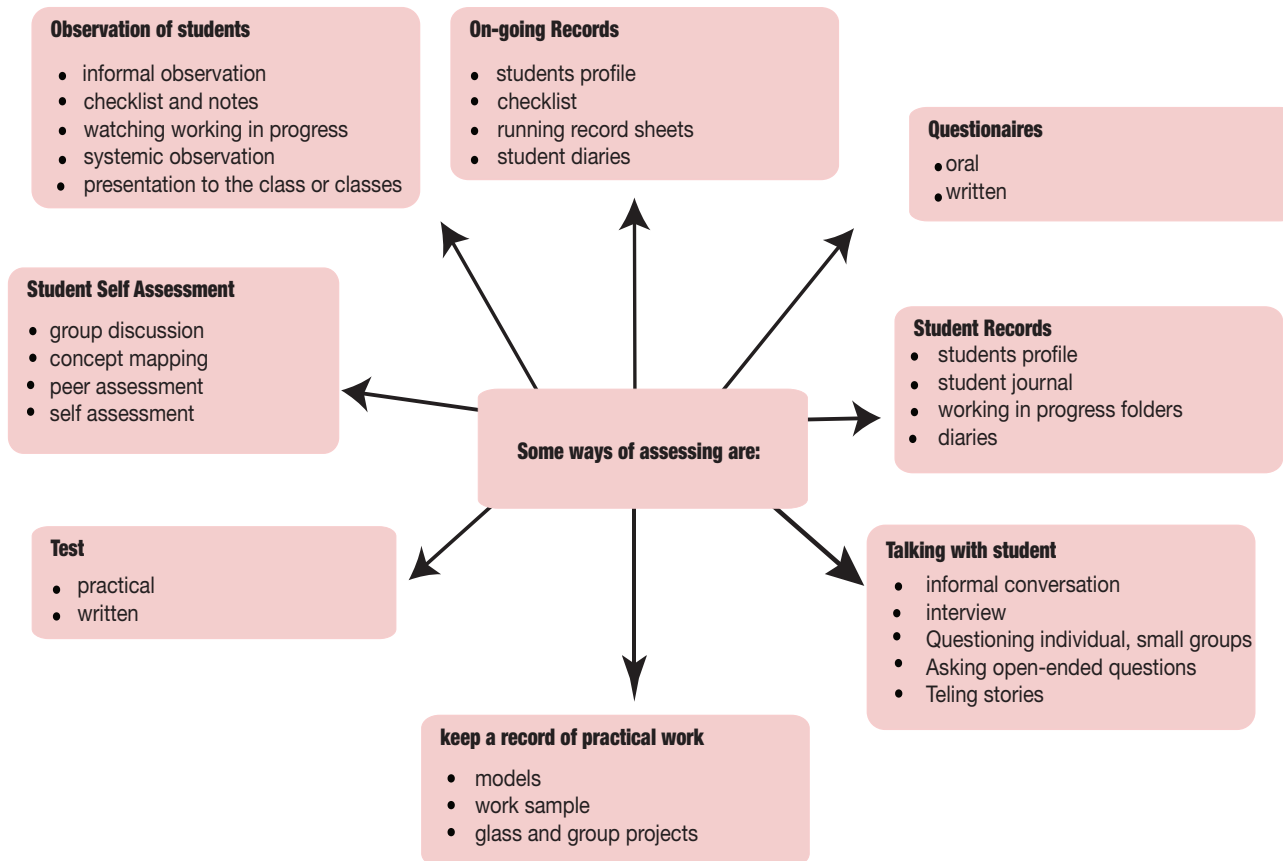 Observation of students
• informal observation
• checklist and notes
• watching working in progress
• systemic observation
• presentation to the class or classes
On-going Records
• students profile
• checklist
• running record sheets
• student diaries
Questionaires
• oral
• written
Student Self Assessment
• group discussion
• concept mapping
• peer assessment
• self assessment
Student Records
• students profile
• student journal
• working in progress folders
• diaries
Some ways of assessing are:
Test
• practical
• written
Talking with student
• informal conversation
• interview
• Questioning individual, small groups
• Asking open-ended questions
• Teling stories
keep a record of practical work
• models
• work sample
• glass and group projects